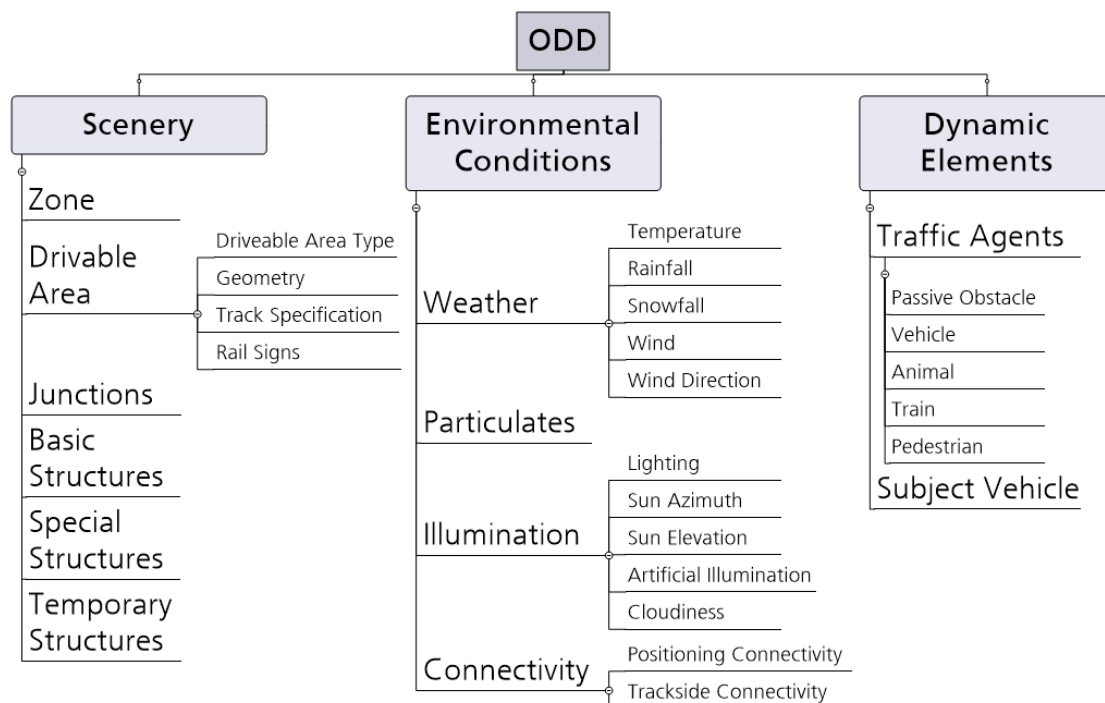 ODD
Scenery
Zone
Drivable
Area
Driveable Area Type
Geometry
Track Specification
Rail Signs
Junctions
Basic
Structures
Special
Structures
Temporary
Structures
Environmental
Conditions
Weather
Temperature
Rainfall
Snowfall
Wind
Wind Direction
Particulates
Illumination
Lighting
Sun Azimuth
Sun Elevation
Artificial Illumination
Cloudiness
Connectivity
Positioning Connectivity
Trackside Connectivity
Dynamic
Elements
Traffic Agents
Passive Obstacle
Vehicle
Animal
Train
Pedestrian
Subject Vehicle